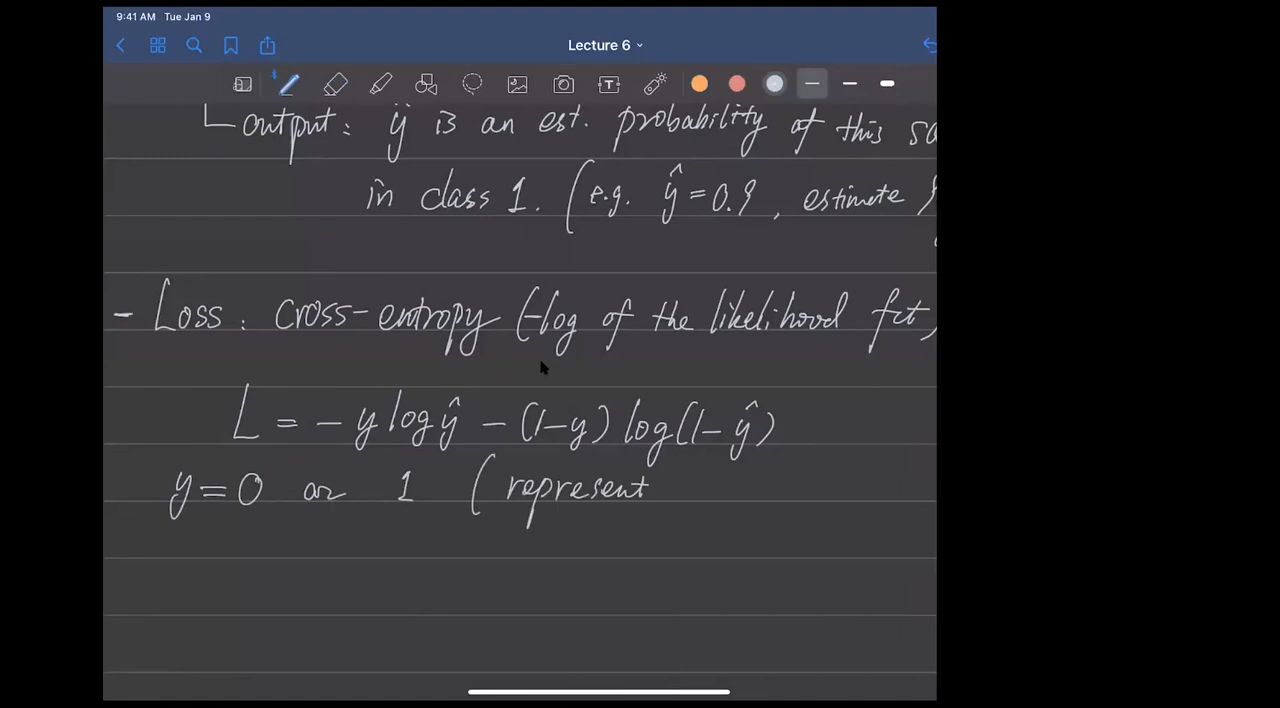 9:41 AM Tue Jan 9
Lecture 6
output: ŷ is an est. probability of this
in class 1. (e.g. ŷ = 0.9, estimate
- Loss: cross-entropy (-log of the likelihood fct)
L = - y log ŷ - (1-y) log(1-ŷ)
y = 0 or 1 (represent